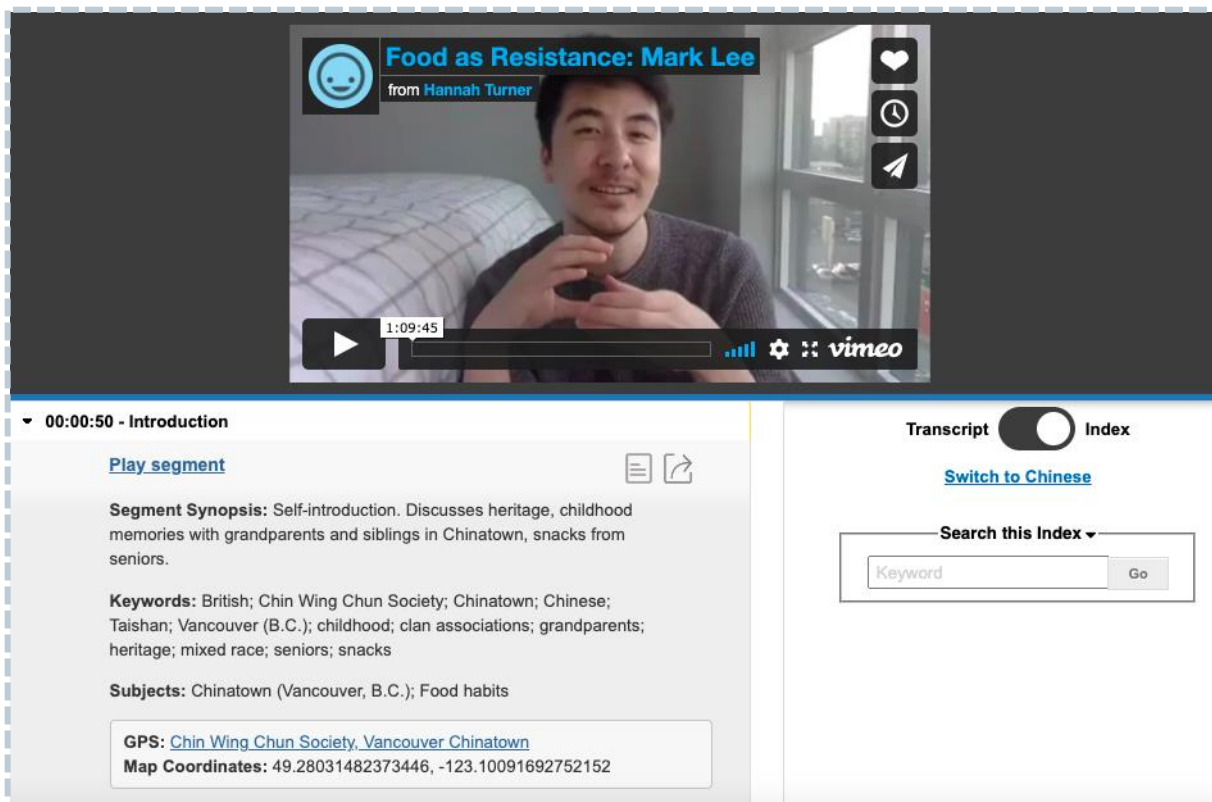 Food as Resistance: Mark Lee
from Hannah Turner
1:09:45
vimeo
00:00:50 - Introduction
Play segment
Segment Synopsis: Self-introduction. Discusses heritage, childhood
memories with grandparents and siblings in Chinatown, snacks from
seniors.
Keywords: British; Chin Wing Chun Society; Chinatown; Chinese;
Taishan; Vancouver (B.C.); childhood; clan associations; grandparents;
heritage; mixed race; seniors; snacks
Subjects: Chinatown (Vancouver, B.C.); Food habits
GPS: Chin Wing Chun Society, Vancouver Chinatown
Map Coordinates: 49.28031482373446, -123.10091692752152
Transcript Index
Switch to Chinese
Search this Index
Keyword Go